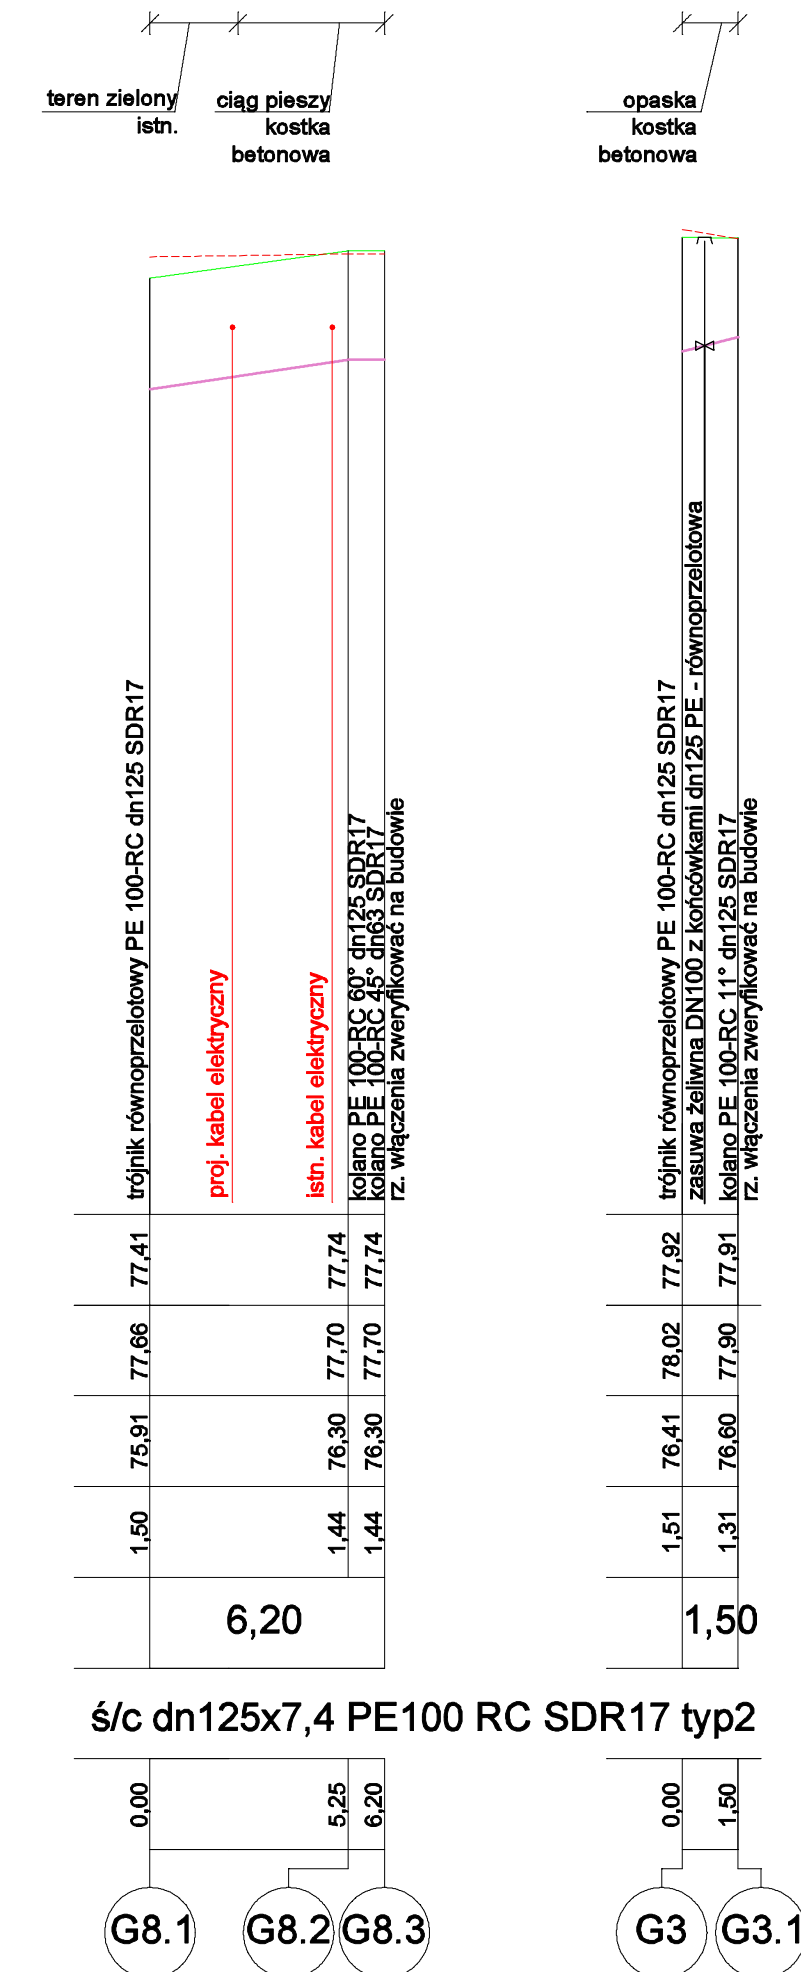 teren zielony
istn.
ciąg pieszy
kostka
betonowa
opaska
kostka
betonowa
trójnik równoprzelotowy PE 100-RC dn125 SDR17
proj. kabel elektryczny
istn. kabel elektryczny
kolano PE 100-RC 60° dn125 SDR17
kolano PE 100-RC 45° dn63 SDR17
rz. włączenia zweryfikować na budowie
trójnik równoprzelotowy PE 100-RC dn125 SDR17
zasuwa żeliwna DN100 z końcówkami dn125 PE - równoprzelotowa
kolano PE 100-RC 11° dn125 SDR17
rz. włączenia zweryfikować na budowie
77,41 77,74 77,74 77,92 77,91
77,66 77,70 77,70 78,02 77,90
75,91 76,30 76,30 76,41 76,60
1,50 1,44 1,44 1,51 1,31
6,20 1,50
ś/c dn125x7,4 PE100 RC SDR17 typ2
0,00 5,25 6,20 0,00 1,50
G8.1 G8.2 G8.3 G3 G3.1